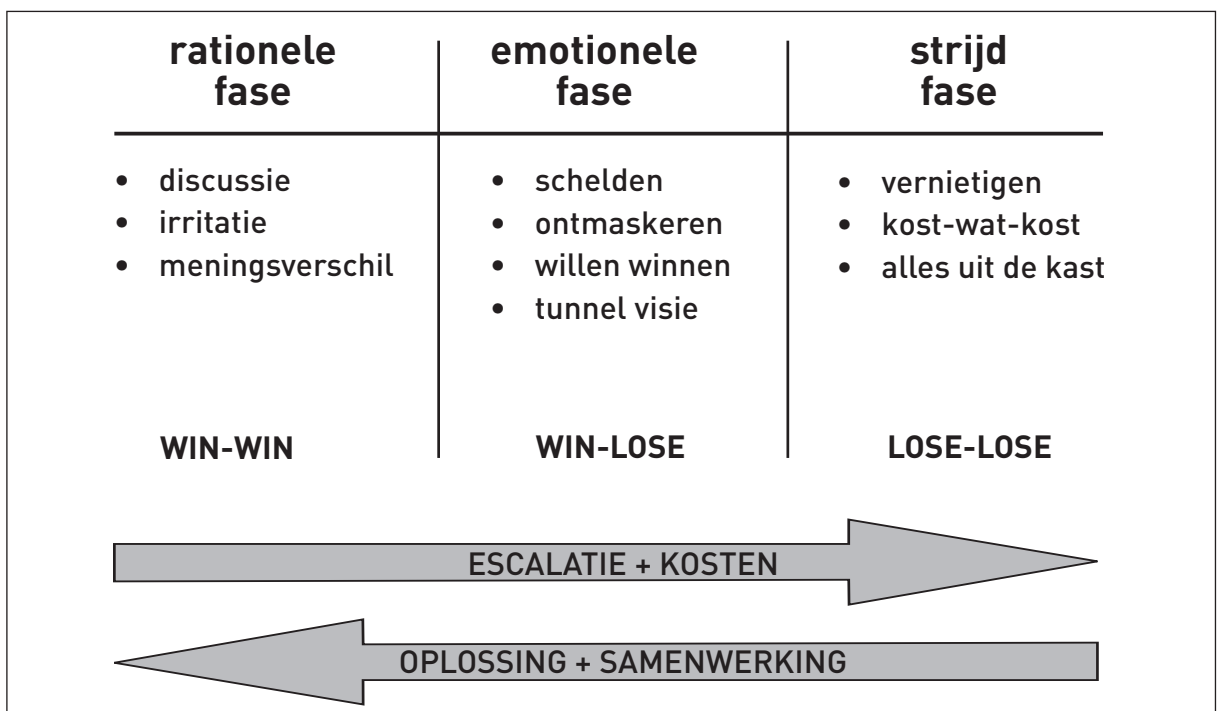 rationele
fase
emotionele
fase
strijd
fase
• discussie
• irritatie
• meningsverschil
• schelden
• ontmaskeren
• willen winnen
• tunnel visie
• vernietigen
• kost-wat-kost
• alles uit de kast
WIN-WIN
WIN-LOSE
LOSE-LOSE
ESCALATIE + KOSTEN
OPLOSSING + SAMENWERKING